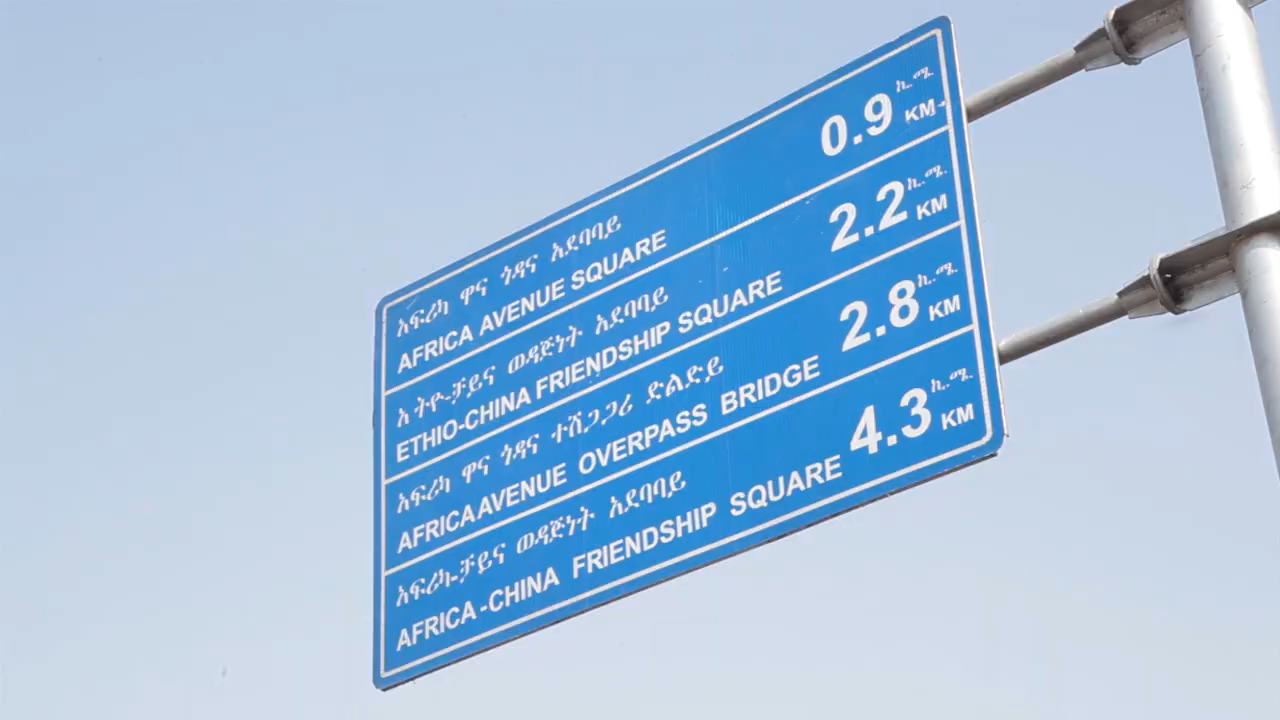 አፍሪካ ዋና ጎዳና አደባባይ
AFRICA AVENUE SQUARE
0.9 ኪ.ሜ. KM
ኢትዮ-ቻይና ወዳጅነት አደባባይ
ETHIO-CHINA FRIENDSHIP SQUARE
2.2 ኪ.ሜ. KM
አፍሪካ ዋና ጎዳና ተሸጋጋሪ ድልድይ
AFRICA AVENUE OVERPASS BRIDGE
2.8 ኪ.ሜ. KM
አፍሪካ-ቻይና ወዳጅነት አደባባይ
AFRICA-CHINA FRIENDSHIP SQUARE
4.3 ኪ.ሜ. KM